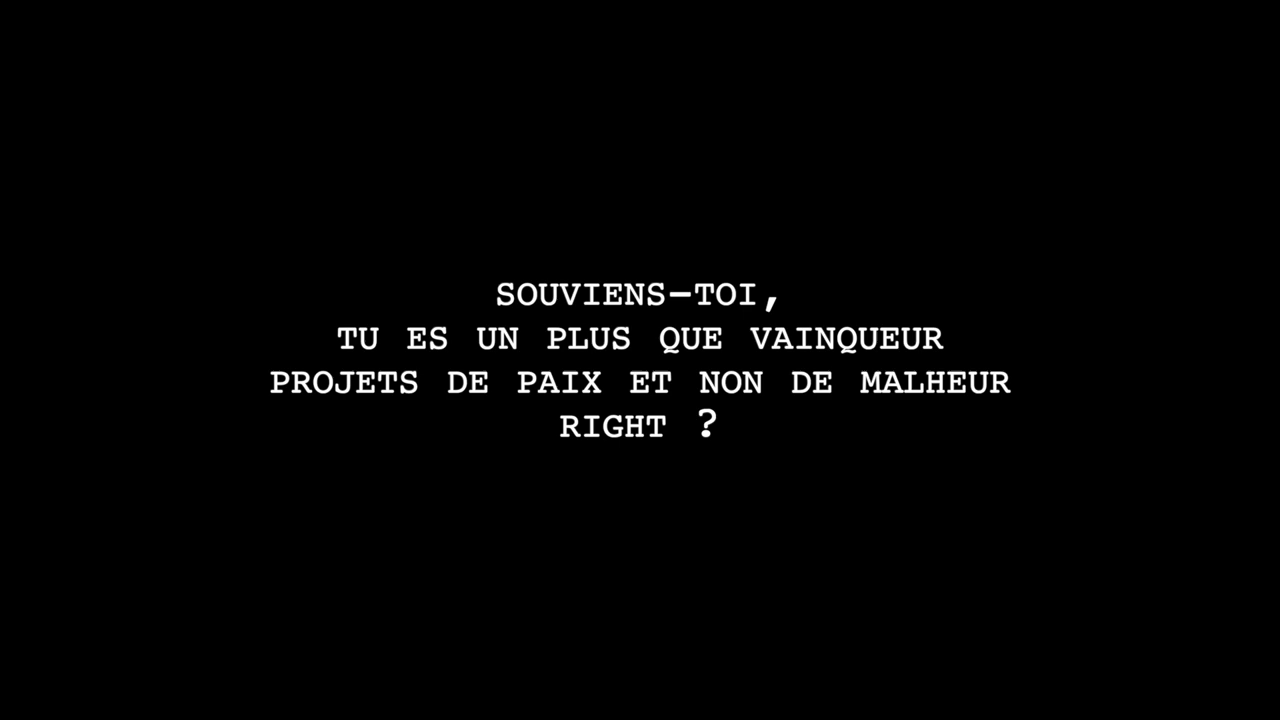 SOUVIENS-TOI,
TU ES UN PLUS QUE VAINQUEUR
PROJETS DE PAIX ET NON DE MALHEUR
RIGHT ?